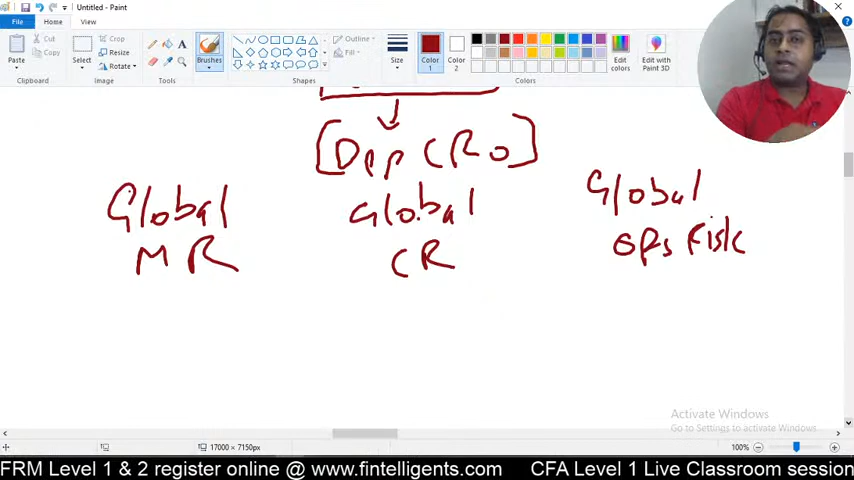 Untitled - Paint
File Home View
Paste
Cut
Copy
Clipboard
Select
Crop
Resize
Rotate
Image
Tools
Brushes
Shapes
Outline
Fill
Size
Color 1
Color 2
Colors
Edit colors
Edit with Paint 3D
[Dep CRO]
Global MR
Global CR
Global OPs Risk
Activate Windows
Go to Settings to activate Windows.
17000 × 7150px
100%
FRM Level 1 & 2 register online @ www.fintelligents.com CFA Level 1 Live Classroom session